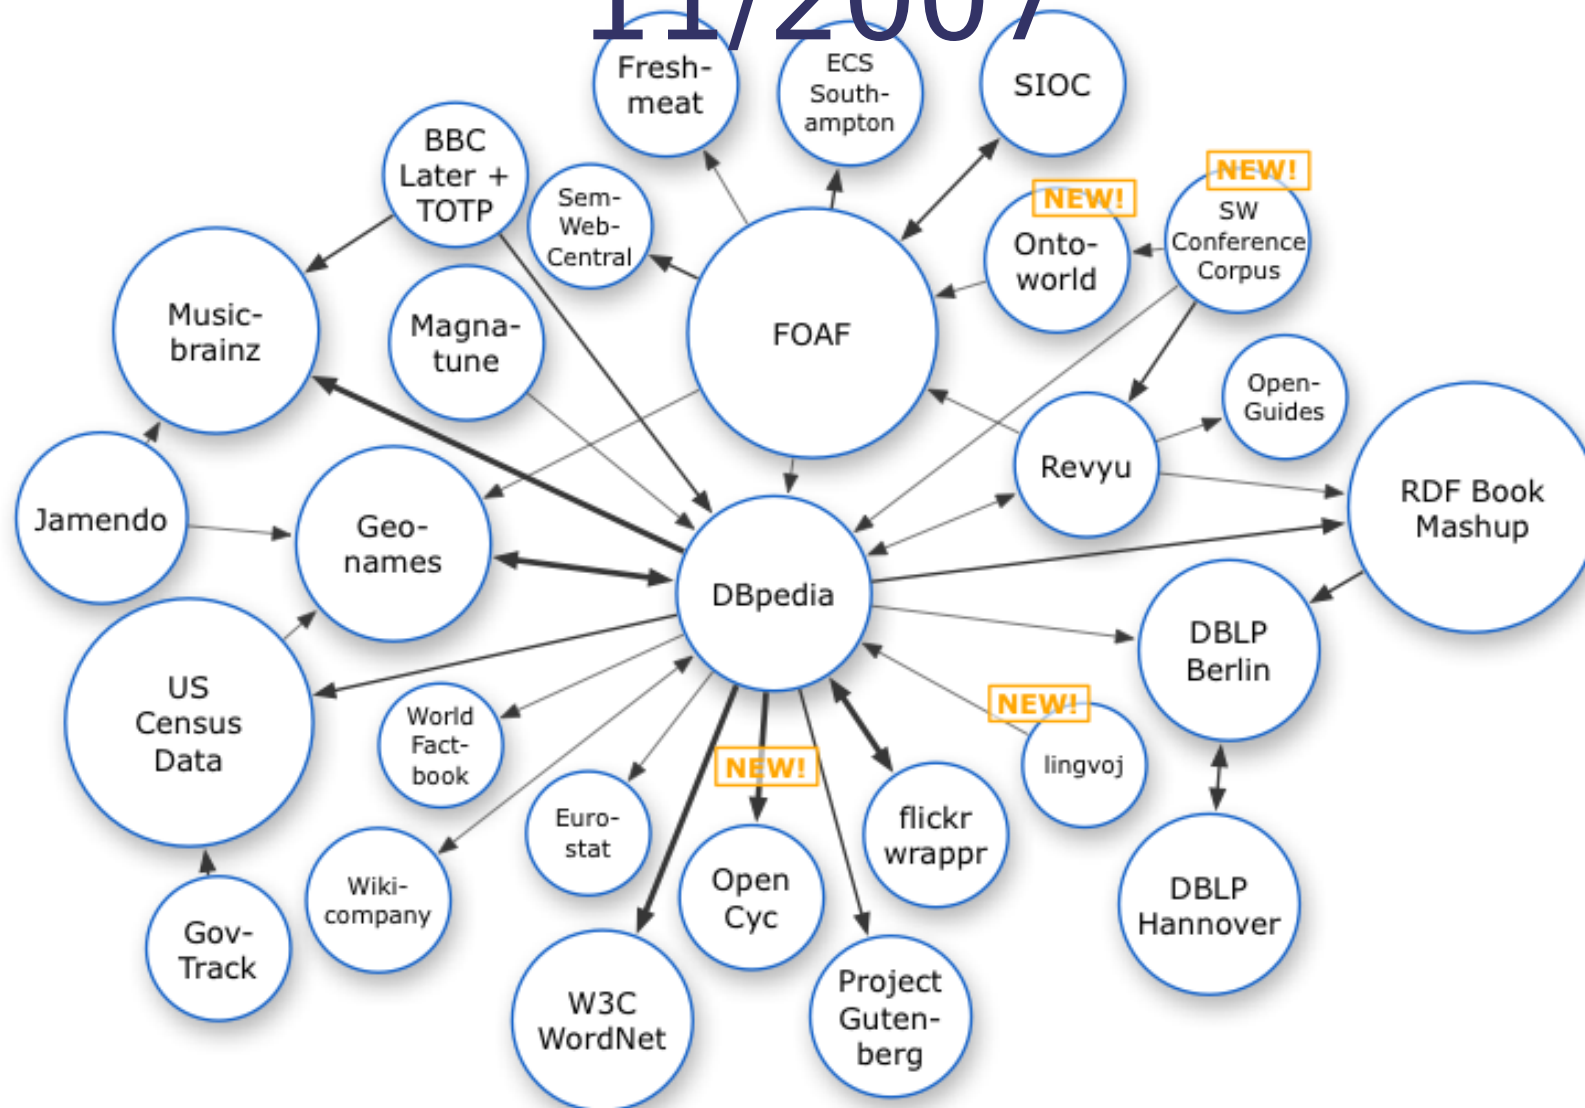 11/2007
Fresh-
meat
ECS
South-
ampton
SIOC
BBC
Later +
TOTP
Sem-
Web-
Central
NEW!
Onto-
world
NEW!
SW
Conference
Corpus
Music-
brainz
Magna-
tune
FOAF
Open-
Guides
Revyu
RDF Book
Mashup
Jamendo
Geo-
names
DBpedia
DBLP
Berlin
US
Census
Data
World
Fact-
book
NEW!
lingvoj
NEW!
Euro-
stat
flickr
wrappr
Wiki-
company
Open
Cyc
DBLP
Hannover
Gov-
Track
W3C
WordNet
Project
Guten-
berg